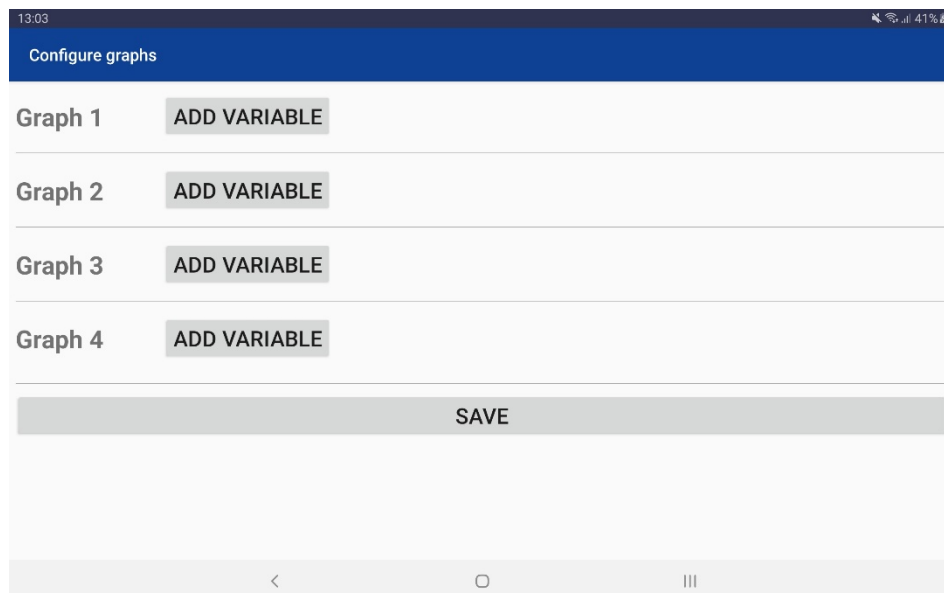 13:03 41%
Configure graphs
Graph 1 ADD VARIABLE
Graph 2 ADD VARIABLE
Graph 3 ADD VARIABLE
Graph 4 ADD VARIABLE
SAVE